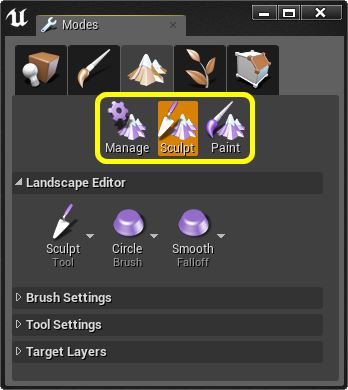 Modes
Manage Sculpt Paint
Landscape Editor
Sculpt Circle Smooth
Tool Brush Falloff
Brush Settings
Tool Settings
Target Layers